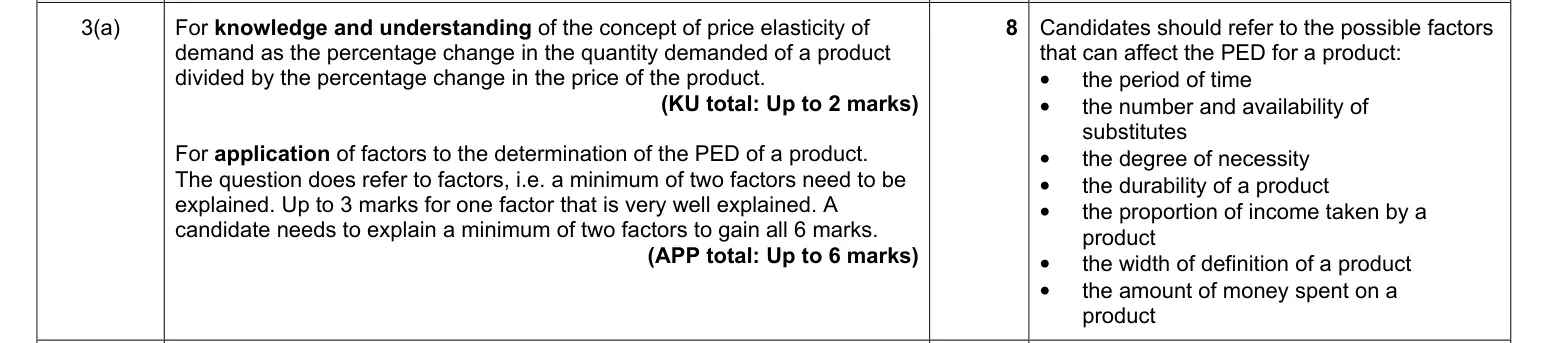 3(a)
For knowledge and understanding of the concept of price elasticity of
demand as the percentage change in the quantity demanded of a product
divided by the percentage change in the price of the product.
(KU total: Up to 2 marks)
For application of factors to the determination of the PED of a product.
The question does refer to factors, i.e. a minimum of two factors need to be
explained. Up to 3 marks for one factor that is very well explained. A
candidate needs to explain a minimum of two factors to gain all 6 marks.
(APP total: Up to 6 marks)
8
Candidates should refer to the possible factors
that can affect the PED for a product:
• the period of time
• the number and availability of
substitutes
• the degree of necessity
• the durability of a product
• the proportion of income taken by a
product
• the width of definition of a product
• the amount of money spent on a
product